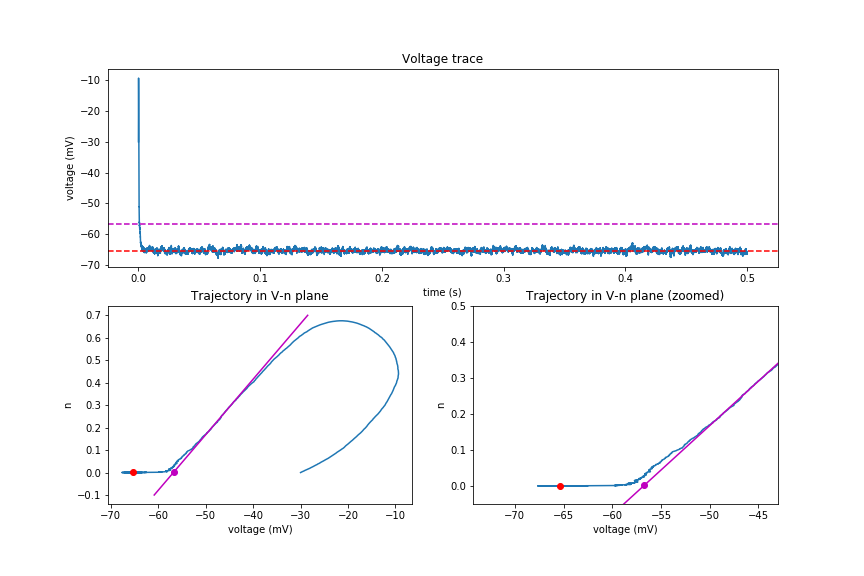 Voltage trace
−10
−20
−30
−40
−50
−60
−70
voltage (mV)
0.0 0.1 0.2 0.3 0.4 0.5
time (s)
Trajectory in V-n plane
0.7
0.6
0.5
0.4
0.3
0.2
0.1
0.0
−0.1
n
−70 −60 −50 −40 −30 −20 −10
voltage (mV)
Trajectory in V-n plane (zoomed)
0.5
0.4
0.3
0.2
0.1
0.0
n
−70 −65 −60 −55 −50 −45
voltage (mV)